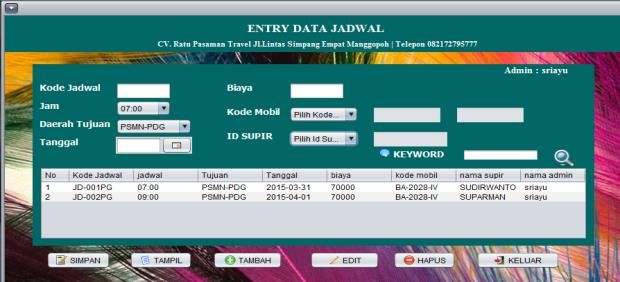 ENTRY DATA JADWAL
CV. Ratu Pasaman Travel Jl.Lintas Simpang Empat Manggopoh | Telepon 082172795777
Admin : sriayu
Kode Jadwal
Biaya
Jam
07:00
Kode Mobil
Pilih Kode...
Daerah Tujuan
PSMN-PDG
ID SUPIR
Pilih Id Su...
Tanggal
KEYWORD
No Kode Jadwal jadwal Tujuan Tanggal biaya kode mobil nama supir nama admin
1 JD-001PG 07:00 PSMN-PDG 2015-03-31 70000 BA-2028-IV SUDIRWANTO sriayu
2 JD-002PG 09:00 PSMN-PDG 2015-04-01 70000 BA-2028-IV SUPARMAN sriayu
SIMPAN TAMPIL TAMBAH EDIT HAPUS KELUAR